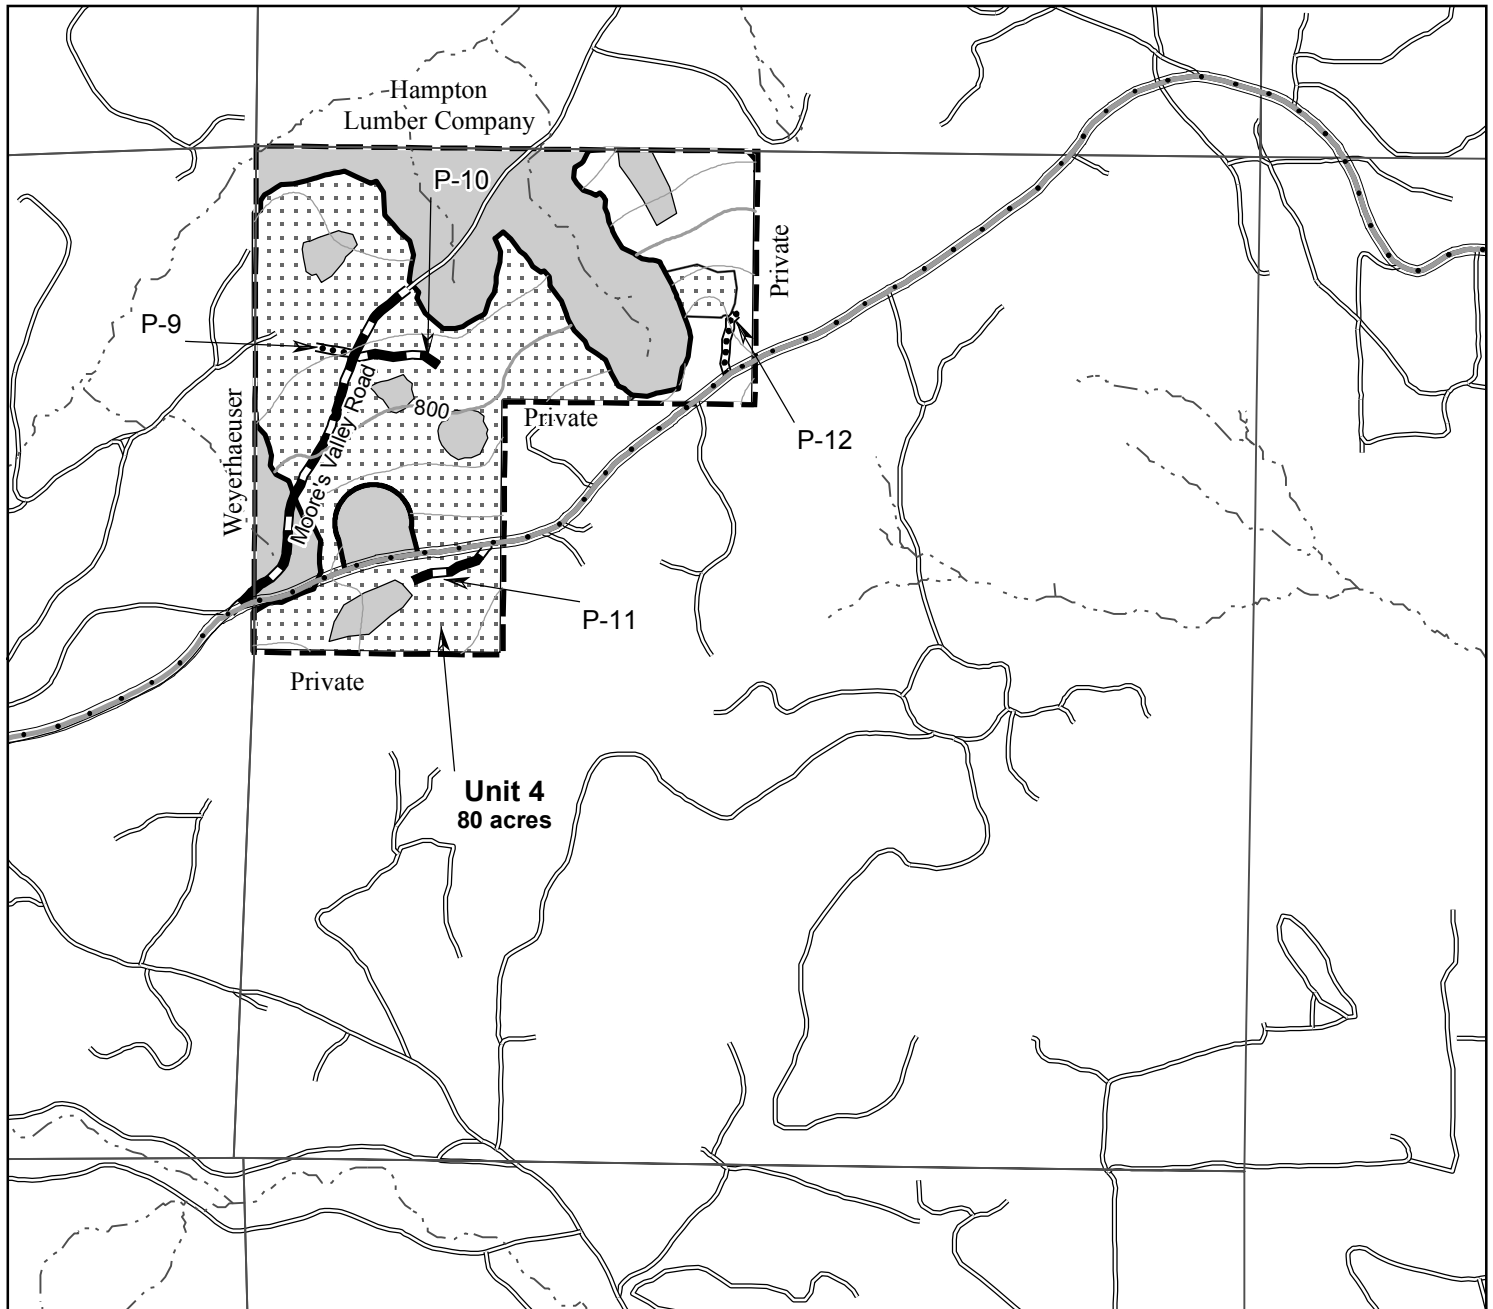 Hampton
Lumber Company
P-10
Private
P-9
Moore's Valley Road
800
Private
Weyerhaeuser
P-12
P-11
Private
Unit 4
80 acres